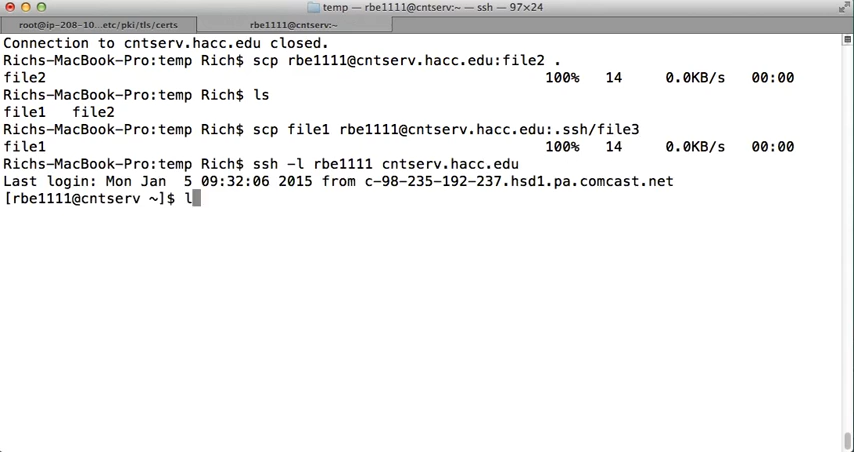 temp — rbe1111@cntserv:~ — ssh — 97×24
root@ip-208-10...etc/pki/tls/certs
rbe1111@cntserv:~
Connection to cntserv.hacc.edu closed.
Richs-MacBook-Pro:temp Rich$ scp rbe1111@cntserv.hacc.edu:file2 .
file2 100% 14 0.0KB/s 00:00
Richs-MacBook-Pro:temp Rich$ ls
file1 file2
Richs-MacBook-Pro:temp Rich$ scp file1 rbe1111@cntserv.hacc.edu:.ssh/file3
file1 100% 14 0.0KB/s 00:00
Richs-MacBook-Pro:temp Rich$ ssh -l rbe1111 cntserv.hacc.edu
Last login: Mon Jan 5 09:32:06 2015 from c-98-235-192-237.hsd1.pa.comcast.net
[rbe1111@cntserv ~]$ l